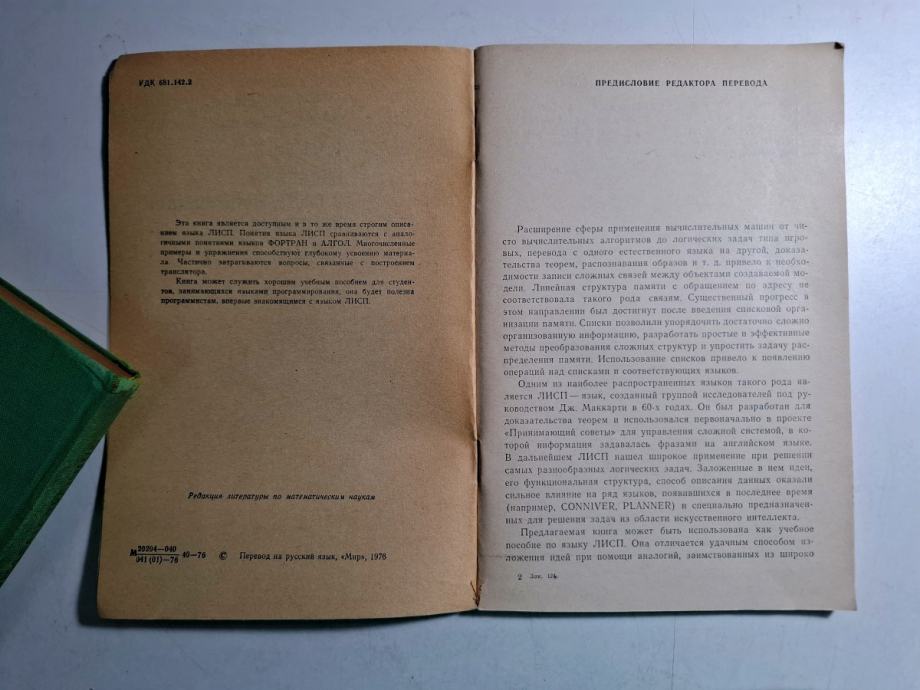 УДК 681.142.2
Эта книга является доступным и в то же время строгим описа-
нием языка ЛИСП. Понятия языка ЛИСП сравниваются с анало-
гичными понятиями языков ФОРТРАН и АЛГОЛ. Многочисленные
примеры и упражнения способствуют глубокому усвоению материа-
ла. Частично затрагиваются вопросы, связанные с построением
транслятора.
Книга может служить хорошим учебным пособием для студен-
тов, занимающихся языками программирования, она будет полезна
программистам, впервые знакомящимся с языком ЛИСП.
Редакция литературы по математическим наукам
М 20204—040
041 (01)—76 40—76 © Перевод на русский язык, «Мир», 1976
ПРЕДИСЛОВИЕ РЕДАКТОРА ПЕРЕВОДА
Расширение сферы применения вычислительных машин от чи-
сто вычислительных алгоритмов до логических задач типа игро-
вых, перевода с одного естественного языка на другой, доказа-
тельства теорем, распознавания образов и т. д. привело к необхо-
димости записи сложных связей между объектами создаваемой мо-
дели. Линейная структура памяти с обращением по адресу не
соответствовала такого рода связям. Существенный прогресс в
этом направлении был достигнут после введения списковой орга-
низации памяти. Списки позволили упорядочить достаточно сложно
организованную информацию, разработать простые и эффективные
методы преобразования сложных структур и упростить задачу рас-
пределения памяти. Использование списков привело к появлению
операций над списками и соответствующих языков.
Одним из наиболее распространенных языков такого рода яв-
ляется ЛИСП — язык, созданный группой исследователей под ру-
ководством Дж. Маккарти в 60-х годах. Он был разработан для
доказательства теорем и использовался первоначально в проекте
«Принимающий советы» для управления сложной системой, в ко-
торой информация задавалась фразами на английском языке.
В дальнейшем ЛИСП нашел широкое применение при решении
самых разнообразных логических задач. Заложенные в нем идеи,
его функциональная структура, способ описания данных оказали
сильное влияние на ряд языков, появившихся в последнее время
(например, CONNIVER, PLANNER) и специально предназначен-
ных для решения задач из области искусственного интеллекта.
Предлагаемая книга может быть использована как учебное
пособие по языку ЛИСП. Она отличается удачным способом из-
ложения идей при помощи аналогий, заимствованных из широко
2 Зак.